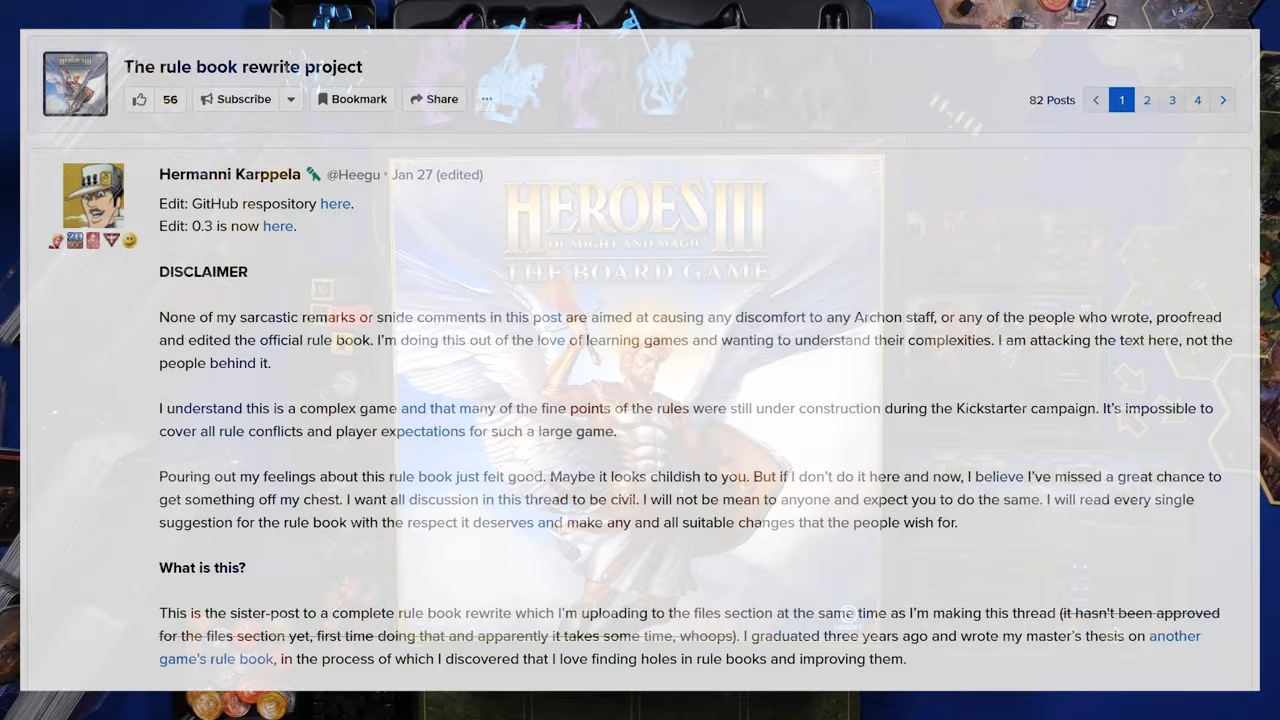 The rule book rewrite project
56 Subscribe Bookmark Share ...
82 Posts 1 2 3 4
Hermanni Karppela @Heegu · Jan 27 (edited)
Edit: GitHub respository here.
Edit: 0.3 is now here.
DISCLAIMER
None of my sarcastic remarks or snide comments in this post are aimed at causing any discomfort to any Archon staff, or any of the people who wrote, proofread
and edited the official rule book. I'm doing this out of the love of learning games and wanting to understand their complexities. I am attacking the text here, not the
people behind it.
I understand this is a complex game and that many of the fine points of the rules were still under construction during the Kickstarter campaign. It's impossible to
cover all rule conflicts and player expectations for such a large game.
Pouring out my feelings about this rule book just felt good. Maybe it looks childish to you. But if I don't do it here and now, I believe I've missed a great chance to
get something off my chest. I want all discussion in this thread to be civil. I will not be mean to anyone and expect you to do the same. I will read every single
suggestion for the rule book with the respect it deserves and make any and all suitable changes that the people wish for.
What is this?
This is the sister-post to a complete rule book rewrite which I'm uploading to the files section at the same time as I'm making this thread (it hasn't been approved
for the files section yet, first time doing that and apparently it takes some time, whoops). I graduated three years ago and wrote my master's thesis on another
game's rule book, in the process of which I discovered that I love finding holes in rule books and improving them.
HEROES III
OF MIGHT AND MAGIC
THE BOARD GAME
UBISOFT